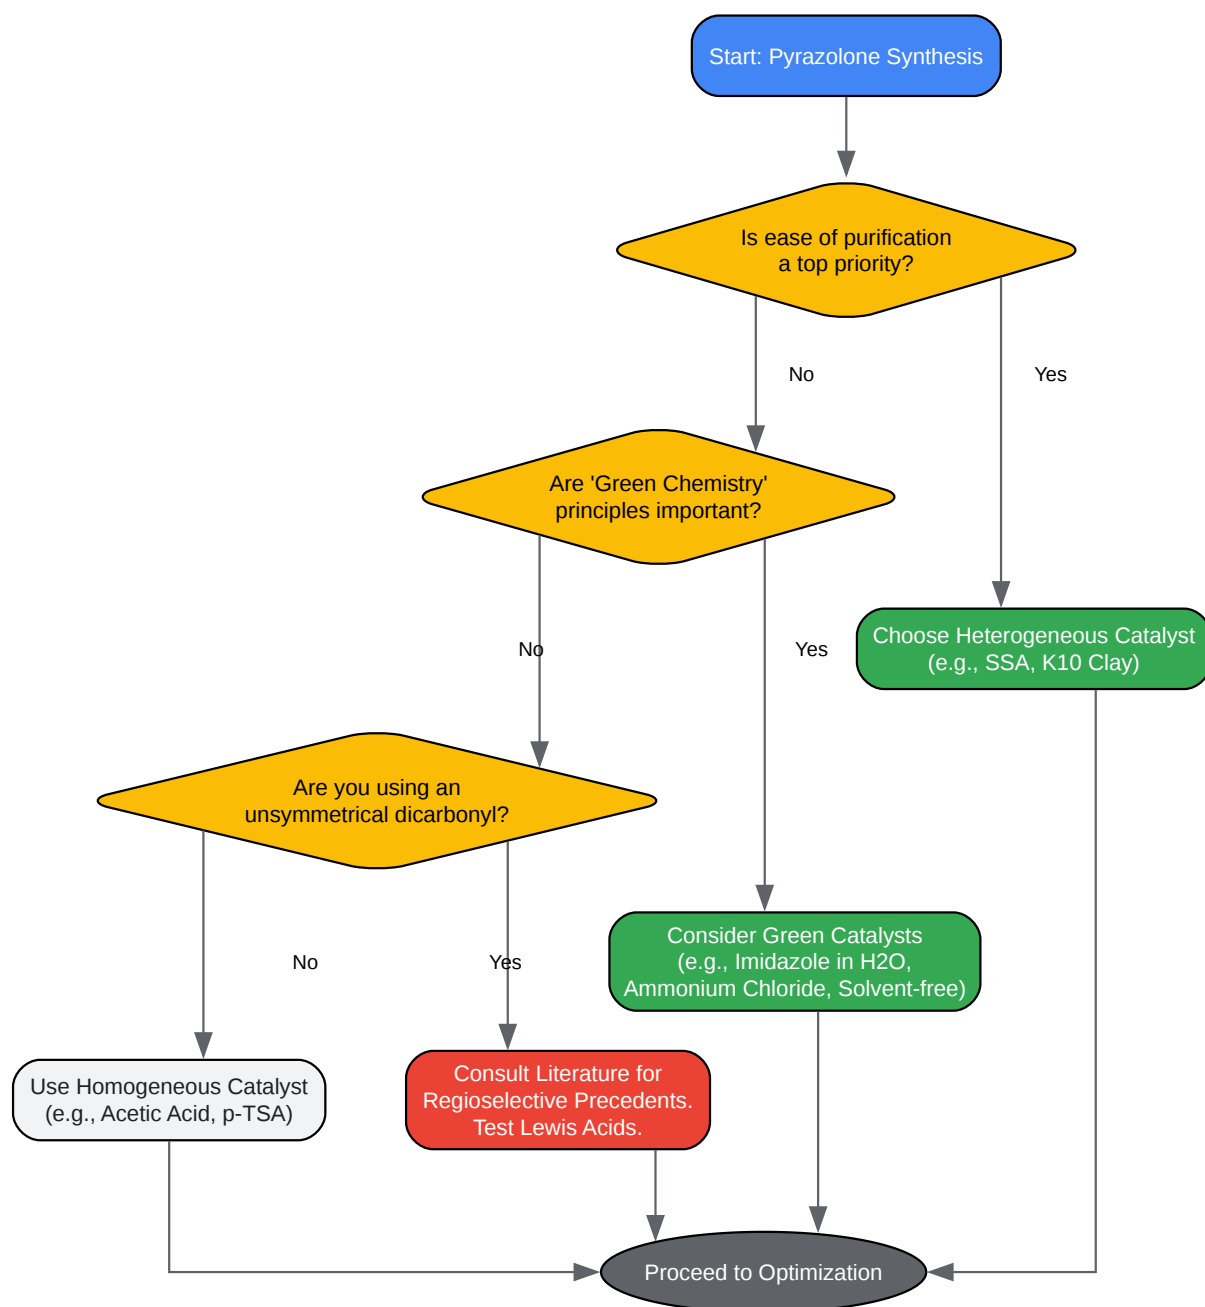 Start: Pyrazolone Synthesis
Is ease of purification
a top priority?
No
Yes
Are 'Green Chemistry'
principles important?
Choose Heterogeneous Catalyst
(e.g., SSA, K10 Clay)
No
Yes
Are you using an
unsymmetrical dicarbonyl?
Consider Green Catalysts
(e.g., Imidazole in H2O,
Ammonium Chloride, Solvent-free)
No
Yes
Use Homogeneous Catalyst
(e.g., Acetic Acid, p-TSA)
Consult Literature for
Regioselective Precedents.
Test Lewis Acids.
Proceed to Optimization